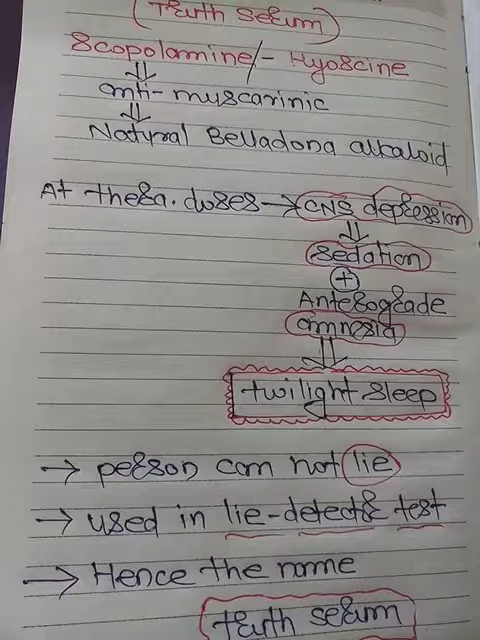 (Truth serum)
Scopolamine/- Hyoscine
⇓
anti-muscarinic
⇓
Natural Belladona alkaloid
At thera. doses → CNS depression
⇓
Sedation
+
Anterograde
amnesia
⇓
twilight sleep
→ person can not lie
→ used in lie-detector test
→ Hence the name
truth serum